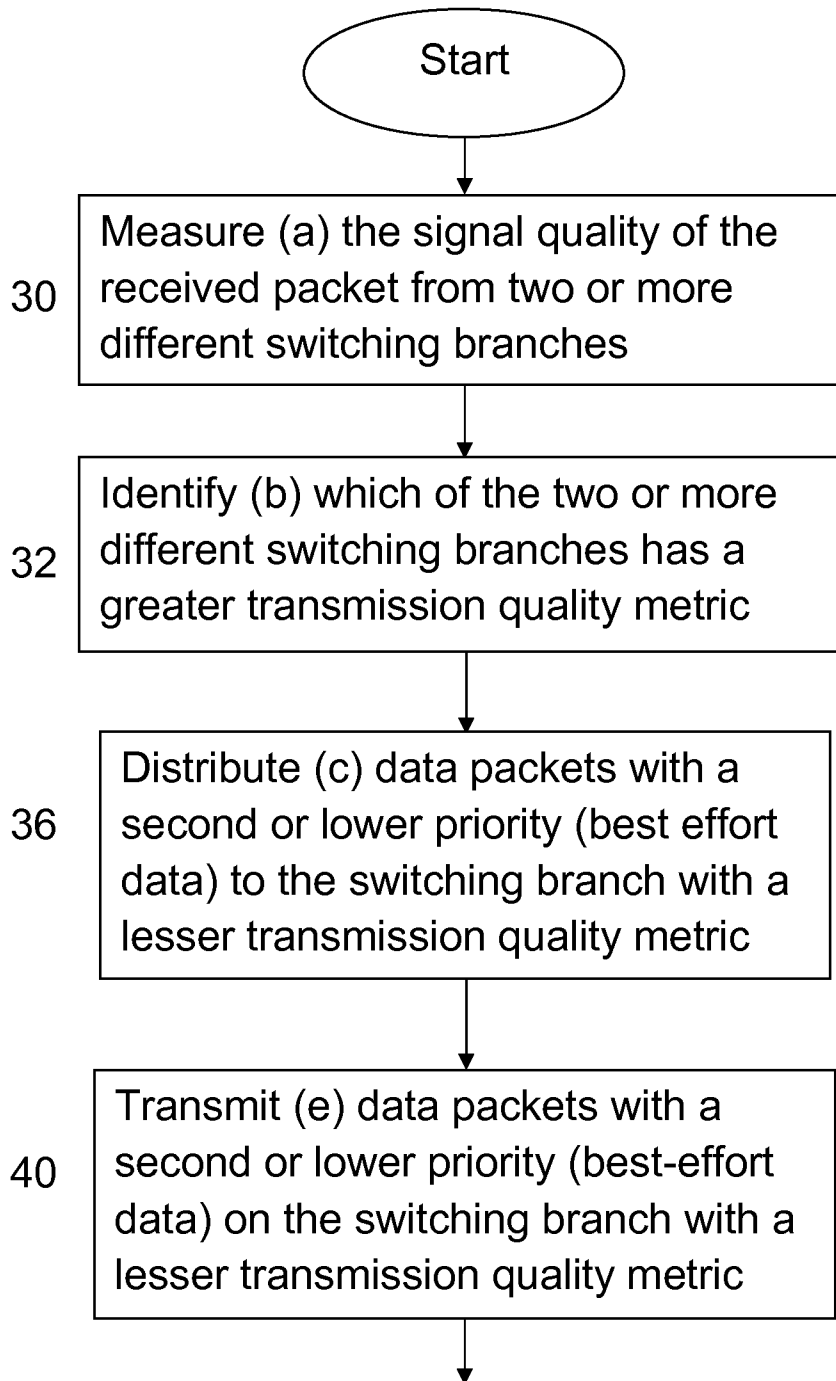 Start
30
Measure (a) the signal quality of the
received packet from two or more
different switching branches
32
Identify (b) which of the two or more
different switching branches has a
greater transmission quality metric
36
Distribute (c) data packets with a
second or lower priority (best effort
data) to the switching branch with a
lesser transmission quality metric
40
Transmit (e) data packets with a
second or lower priority (best-effort
data) on the switching branch with a
lesser transmission quality metric